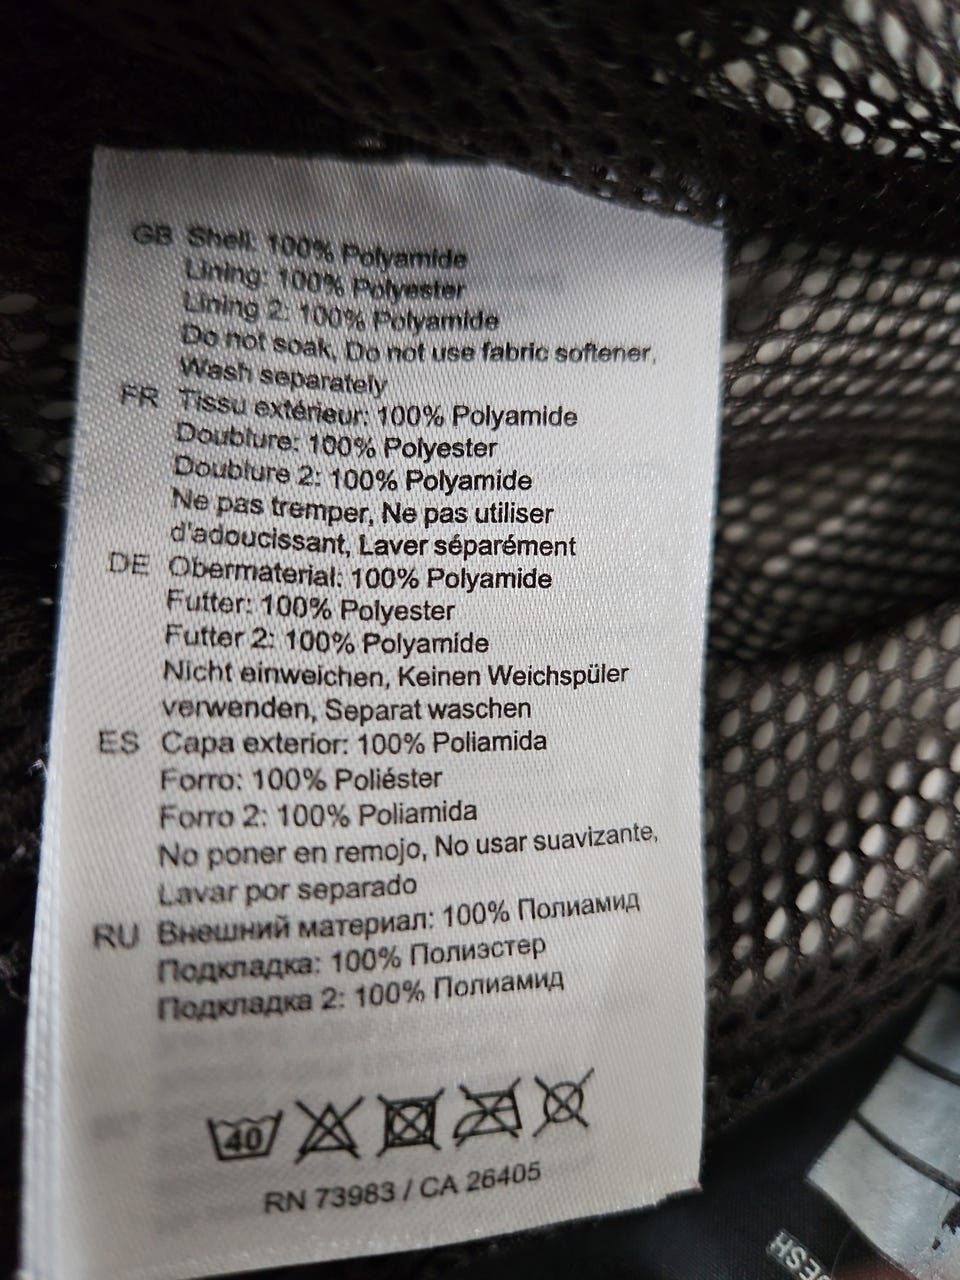 GB Shell: 100% Polyamide
Lining: 100% Polyester
Lining 2: 100% Polyamide
Do not soak, Do not use fabric softener,
Wash separately
FR Tissu extérieur: 100% Polyamide
Doublure: 100% Polyester
Doublure 2: 100% Polyamide
Ne pas tremper, Ne pas utiliser
d'adoucissant, Laver séparément
DE Obermaterial: 100% Polyamide
Futter: 100% Polyester
Futter 2: 100% Polyamide
Nicht einweichen, Keinen Weichspüler
verwenden, Separat waschen
ES Capa exterior: 100% Poliamida
Forro: 100% Poliéster
Forro 2: 100% Poliamida
No poner en remojo, No usar suavizante,
Lavar por separado
RU Внешний материал: 100% Полиамид
Подкладка: 100% Полиэстер
Подкладка 2: 100% Полиамид
40
RN 73983 / CA 26405